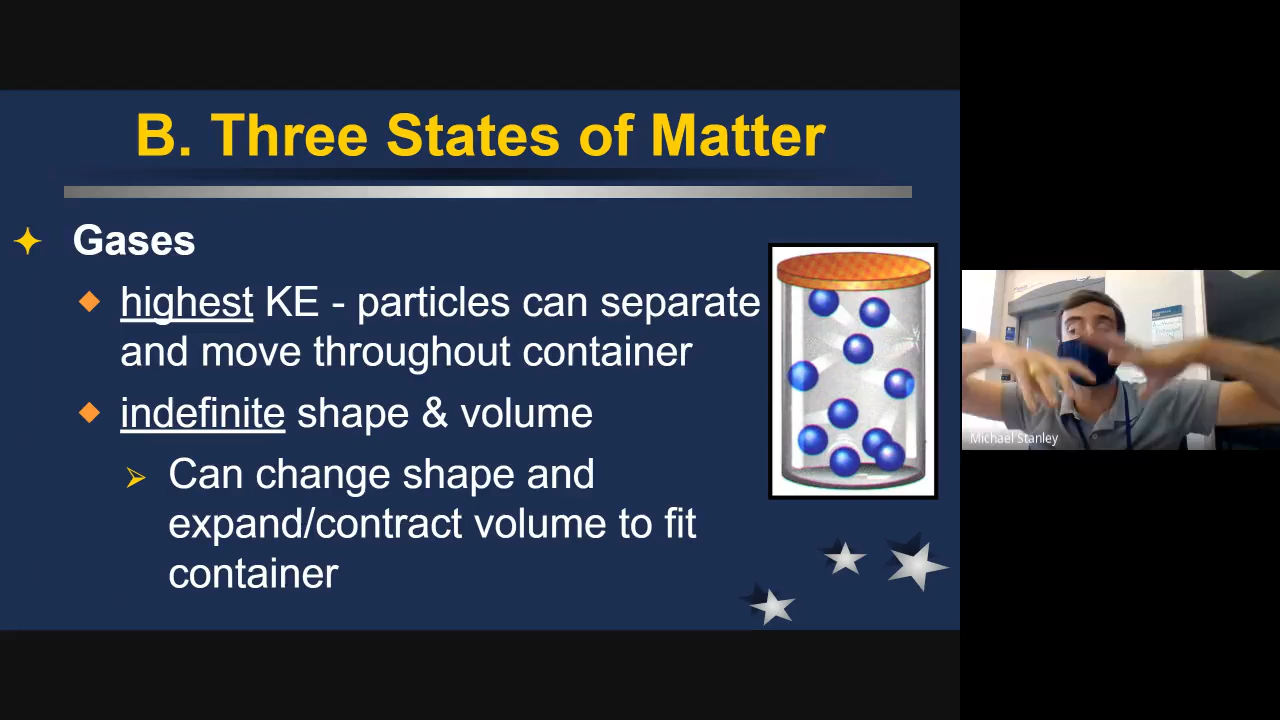 B. Three States of Matter
Gases
highest KE - particles can separate
and move throughout container
indefinite shape & volume
Can change shape and
expand/contract volume to fit
container
Michael Stanley